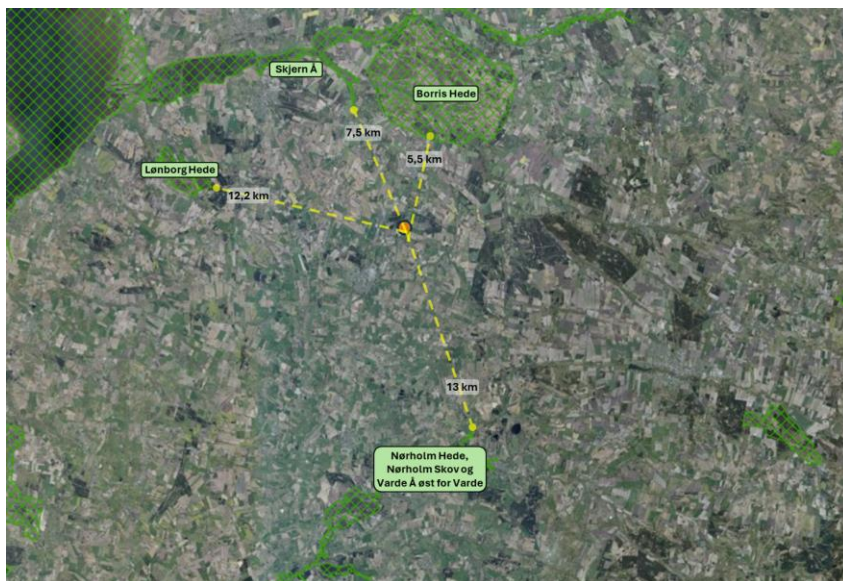 Skjern Å
Borris Hede
7,5 km
5,5 km
Lønborg Hede
12,2 km
13 km
Nørholm Hede,
Nørholm Skov og
Varde Å øst for Varde